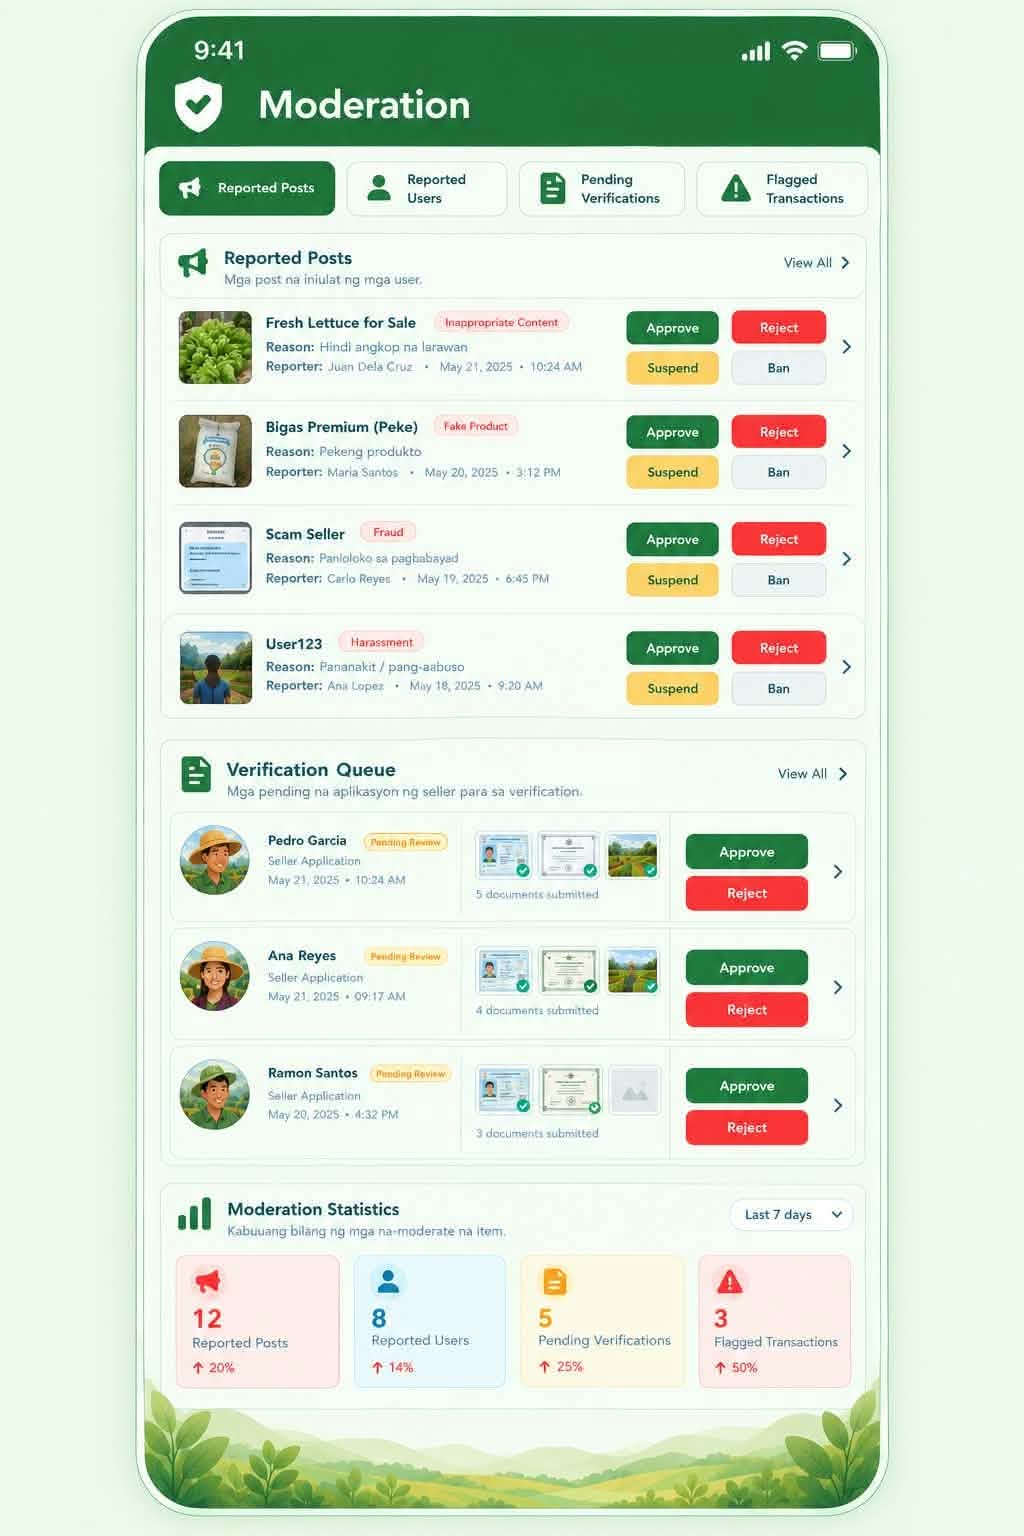 9:41
Moderation
Reported Posts
Reported
Users
Pending
Verifications
Flagged
Transactions
Reported Posts
Mga post na iniulat ng mga user.
View All
Fresh Lettuce for Sale
Inappropriate Content
Reason: Hindi angkop na larawan
Reporter: Juan Dela Cruz • May 21, 2025 • 10:24 AM
Approve
Reject
Suspend
Ban
Bigas Premium (Peke)
Fake Product
Reason: Pekeng produkto
Reporter: Maria Santos • May 20, 2025 • 3:12 PM
Approve
Reject
Suspend
Ban
Scam Seller
Fraud
Reason: Panloloko sa pagbabayad
Reporter: Carlo Reyes • May 19, 2025 • 6:45 PM
Approve
Reject
Suspend
Ban
User123
Harassment
Reason: Pananakit / pang-aabuso
Reporter: Ana Lopez • May 18, 2025 • 9:20 AM
Approve
Reject
Suspend
Ban
Verification Queue
Mga pending na aplikasyon ng seller para sa verification.
View All
Pedro Garcia
Pending Review
Seller Application
May 21, 2025 • 10:24 AM
5 documents submitted
Approve
Reject
Ana Reyes
Pending Review
Seller Application
May 21, 2025 • 09:17 AM
4 documents submitted
Approve
Reject
Ramon Santos
Pending Review
Seller Application
May 20, 2025 • 4:32 PM
3 documents submitted
Approve
Reject
Moderation Statistics
Kabuuang bilang ng mga na-moderate na item.
Last 7 days
12
Reported Posts
20%
8
Reported Users
14%
5
Pending Verifications
25%
3
Flagged Transactions
50%